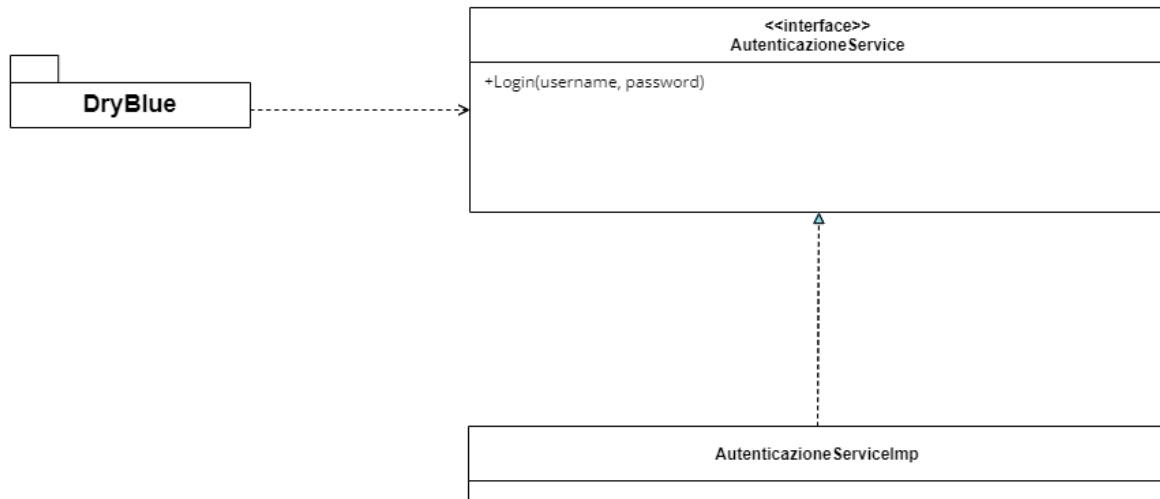 <<interface>>
AutenticazioneService
+Login(username, password)
DryBlue
AutenticazioneServiceImp